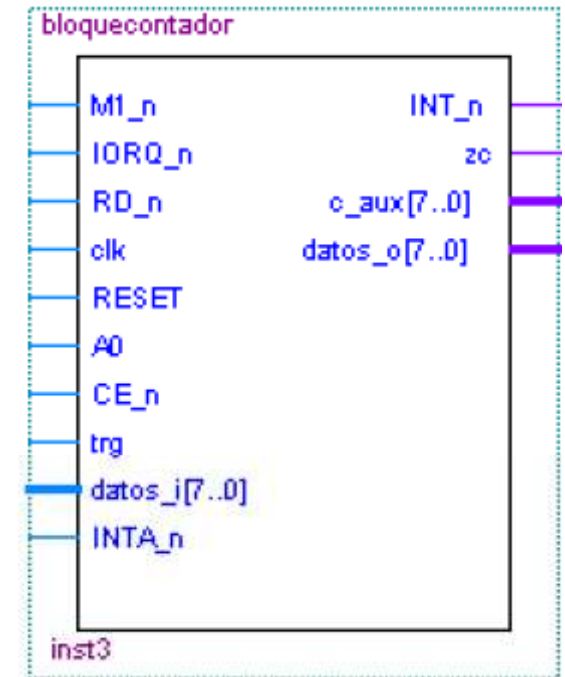 bloquecontador
M1_n INT_n
IORQ_n zc
RD_n c_aux[7..0]
clk datos_o[7..0]
RESET
A0
CE_n
trg
datos_i[7..0]
INTA_n
inst3